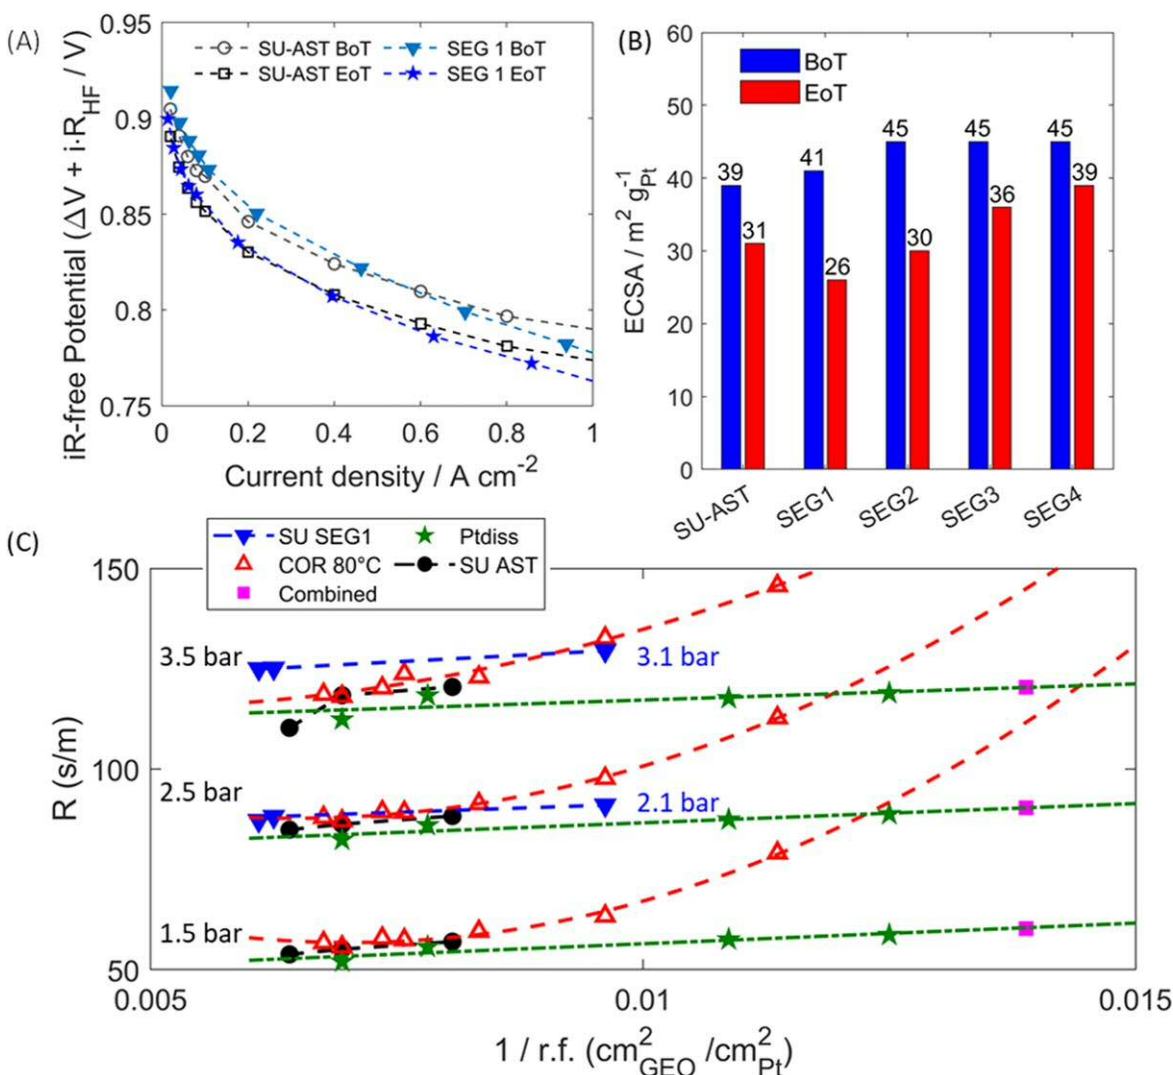 (A)
iR-free Potential (ΔV + i·R_HF / V)
0.95
0.9
0.85
0.8
0.75
SU-AST BoT
SEG 1 BoT
SU-AST EoT
SEG 1 EoT
0 0.2 0.4 0.6 0.8 1
Current density / A cm⁻²
(B)
ECSA / m² g⁻¹_Pt
60
50
40
30
20
10
0
BoT
EoT
39 31 41 26 45 30 45 36 45 39
SU-AST SEG1 SEG2 SEG3 SEG4
(C)
SU SEG1
Ptdiss
COR 80°C
SU AST
Combined
R (s/m)
150
100
50
3.5 bar
3.1 bar
2.5 bar
2.1 bar
1.5 bar
0.005 0.01 0.015
1 / r.f. (cm²_GEO /cm²_Pt)